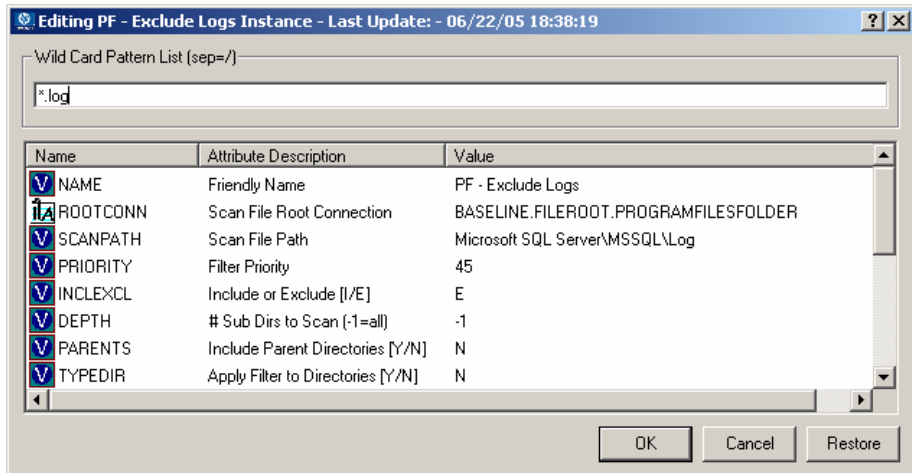 Editing PF - Exclude Logs Instance - Last Update: - 06/22/05 18:38:19
Wild Card Pattern List (sep=/)
*.log
Name Attribute Description Value
NAME Friendly Name PF - Exclude Logs
ROOTCONN Scan File Root Connection BASELINE.FILEROOT.PROGRAMFILESFOLDER
SCANPATH Scan File Path Microsoft SQL Server\MSSQL\Log
PRIORITY Filter Priority 45
INCLEXCL Include or Exclude [I/E] E
DEPTH # Sub Dirs to Scan (-1=all) -1
PARENTS Include Parent Directories [Y/N] N
TYPEDIR Apply Filter to Directories [Y/N] N
OK Cancel Restore